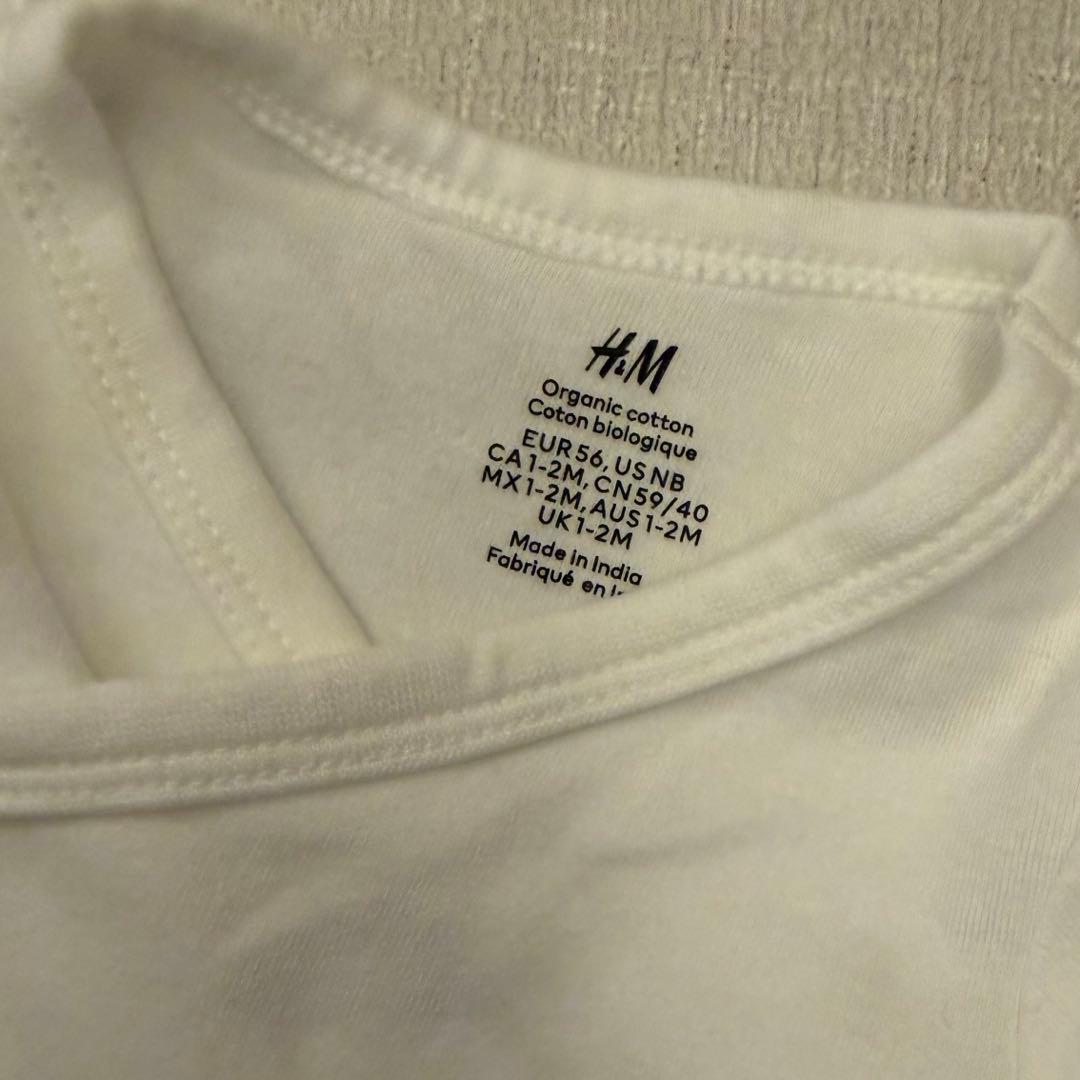 H&M
Organic cotton
Coton biologique
EUR 56, US NB
CA 1-2M, CN 59/40
MX 1-2M, AUS 1-2M
UK 1-2M
Made in India
Fabriqué en